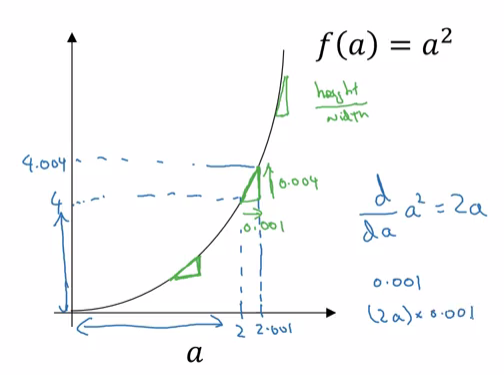 f(a) = a²
height
width
4.004
4
0.004
0.001
d/da a² = 2a
0.001
(2a) × 0.001
2 2.001
a